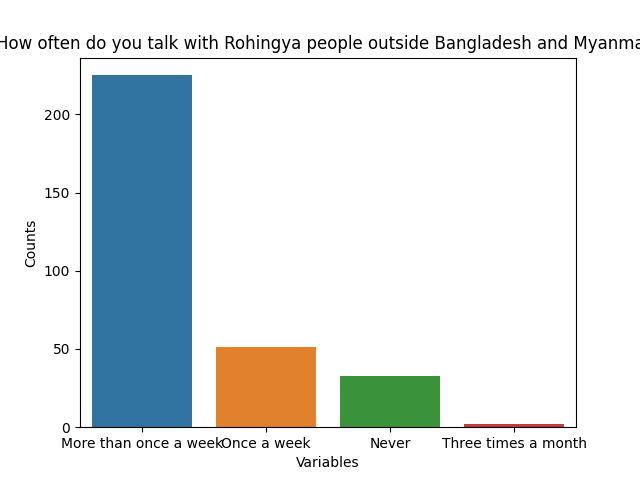 How often do you talk with Rohingya people outside Bangladesh and Myanma
Counts
200
150
100
50
0
More than once a week Once a week Never Three times a month
Variables